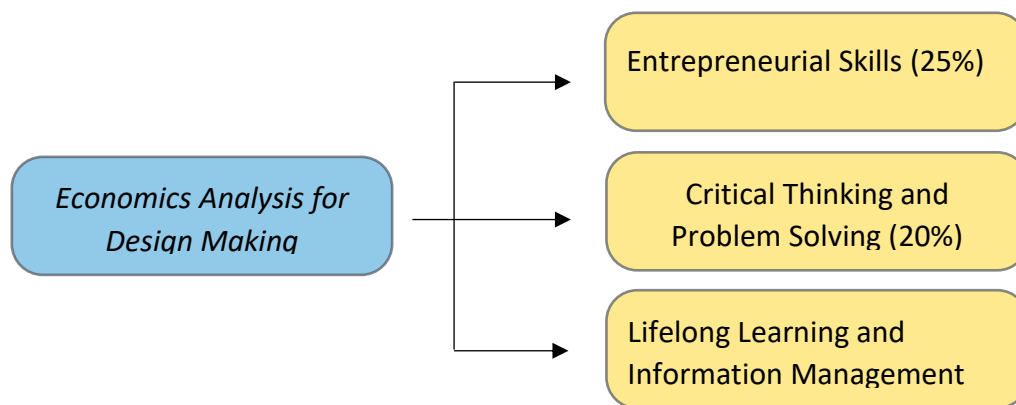 Entrepreneurial Skills (25%)
Economics Analysis for
Design Making
Critical Thinking and
Problem Solving (20%)
Lifelong Learning and
Information Management